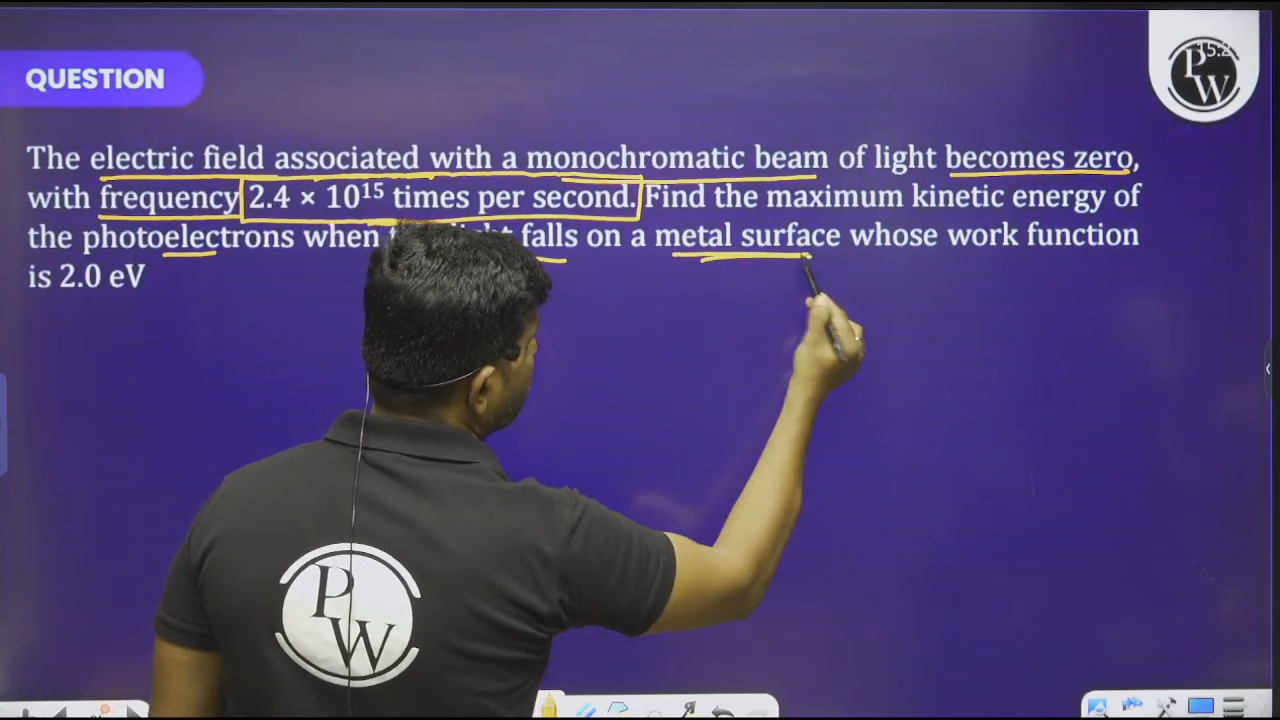 QUESTION
PW
The electric field associated with a monochromatic beam of light becomes zero,
with frequency 2.4 × 10¹⁵ times per second. Find the maximum kinetic energy of
the photoelectrons when falls on a metal surface whose work function
is 2.0 eV
PW